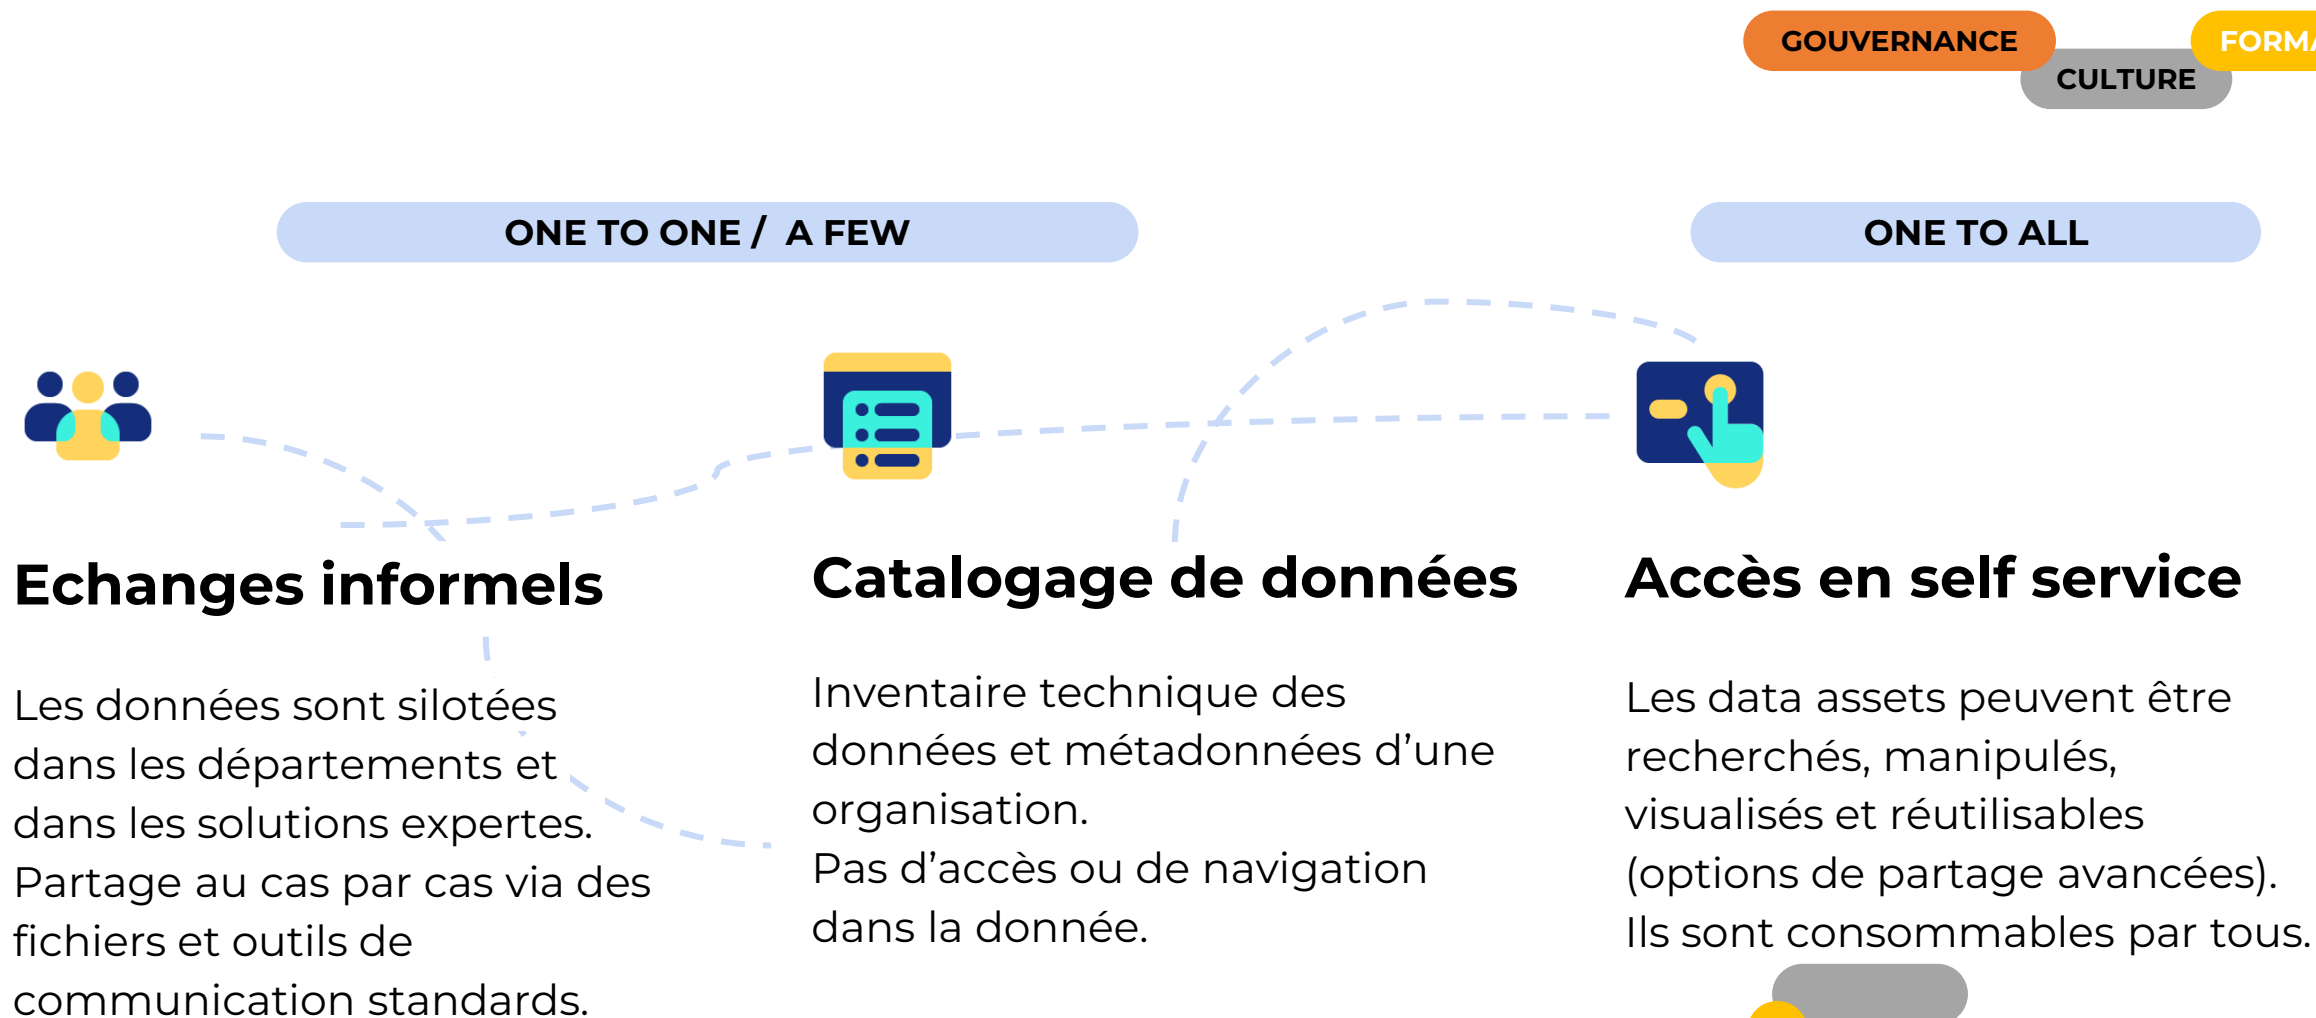 GOUVERNANCE
CULTURE
ONE TO ONE / A FEW
ONE TO ALL
Echanges informels
Les données sont silotées
dans les départements et
dans les solutions expertes.
Partage au cas par cas via des
fichiers et outils de
communication standards.
Catalogage de données
Inventaire technique des
données et métadonnées d’une
organisation.
Pas d’accès ou de navigation
dans la donnée.
Accès en self service
Les data assets peuvent être
recherchés, manipulés,
visualisés et réutilisables
(options de partage avancées).
Ils sont consommables par tous.